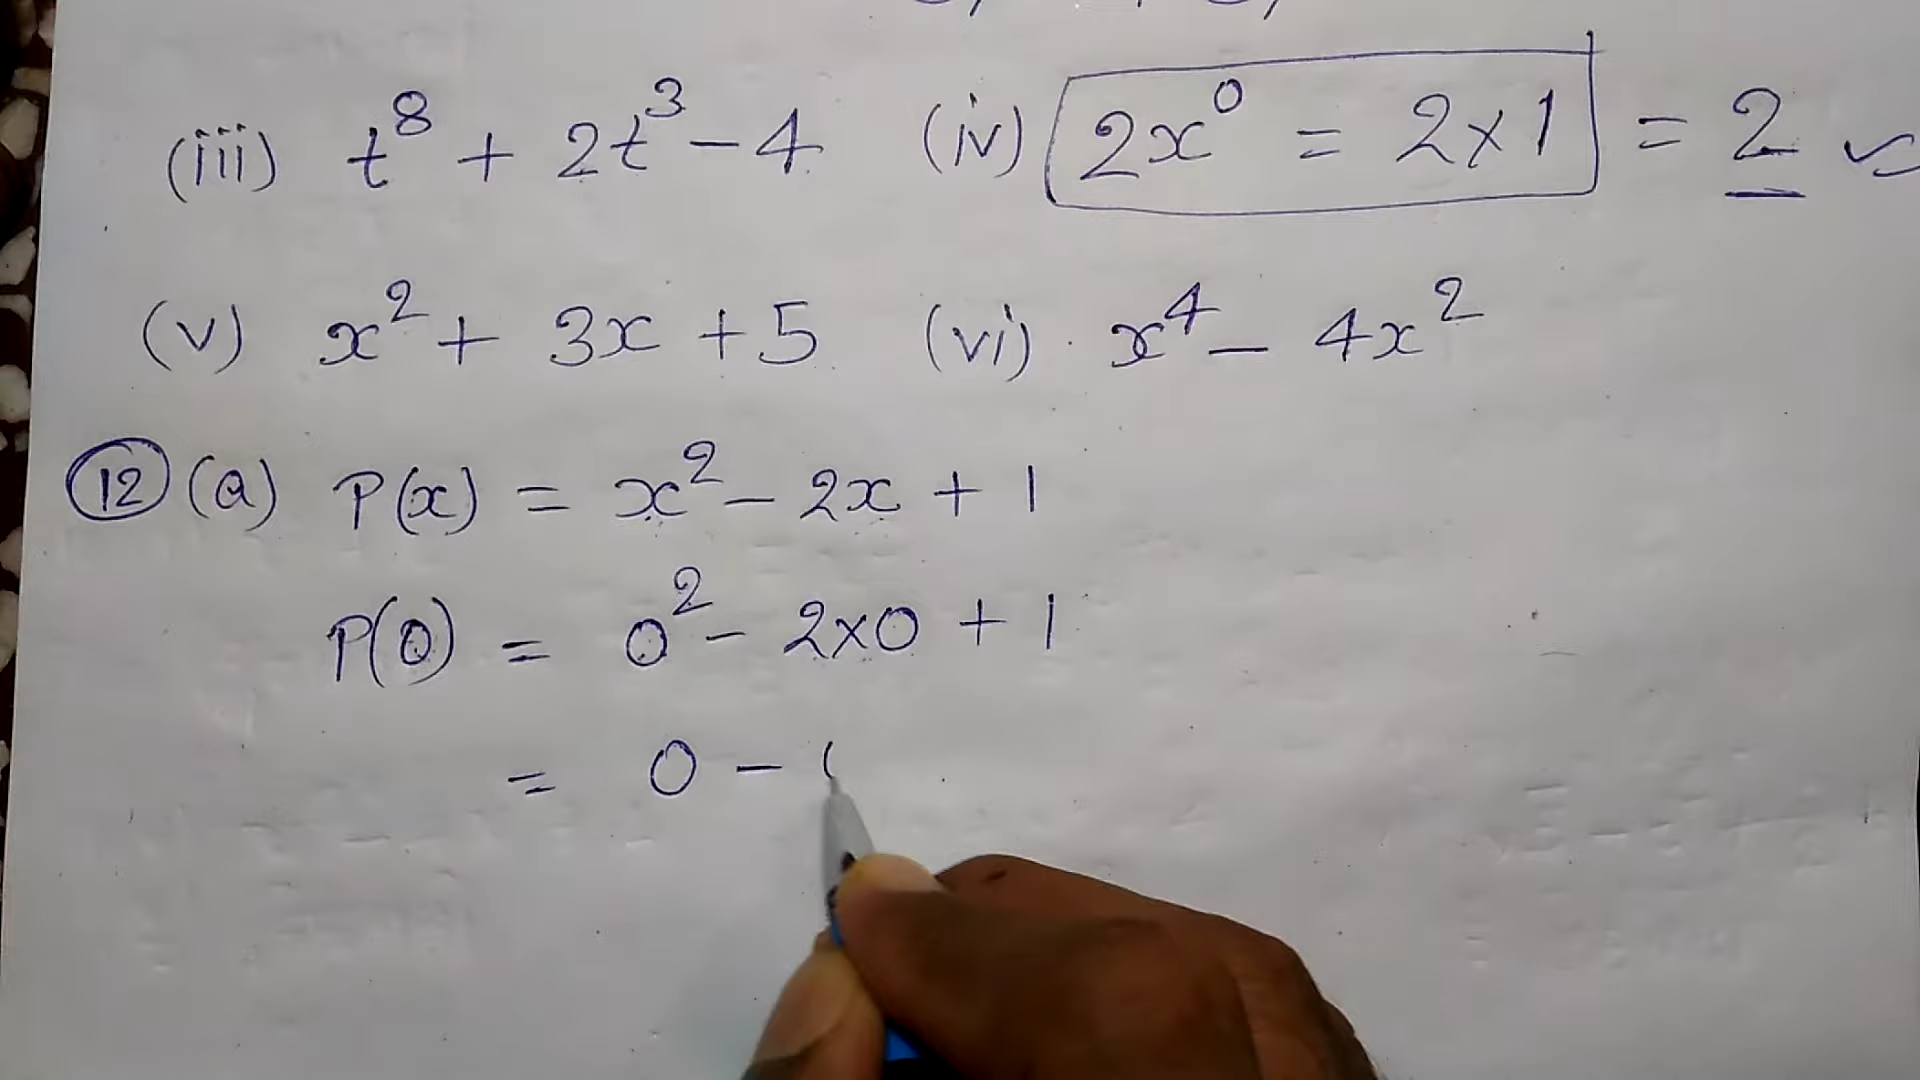 (iii) t⁸ + 2t³ - 4 (iv) 2x⁰ = 2×1 = 2
(v) x² + 3x + 5 (vi) x⁴ - 4x²
12 (a) P(x) = x² - 2x + 1
P(0) = 0² - 2×0 + 1
= 0 -